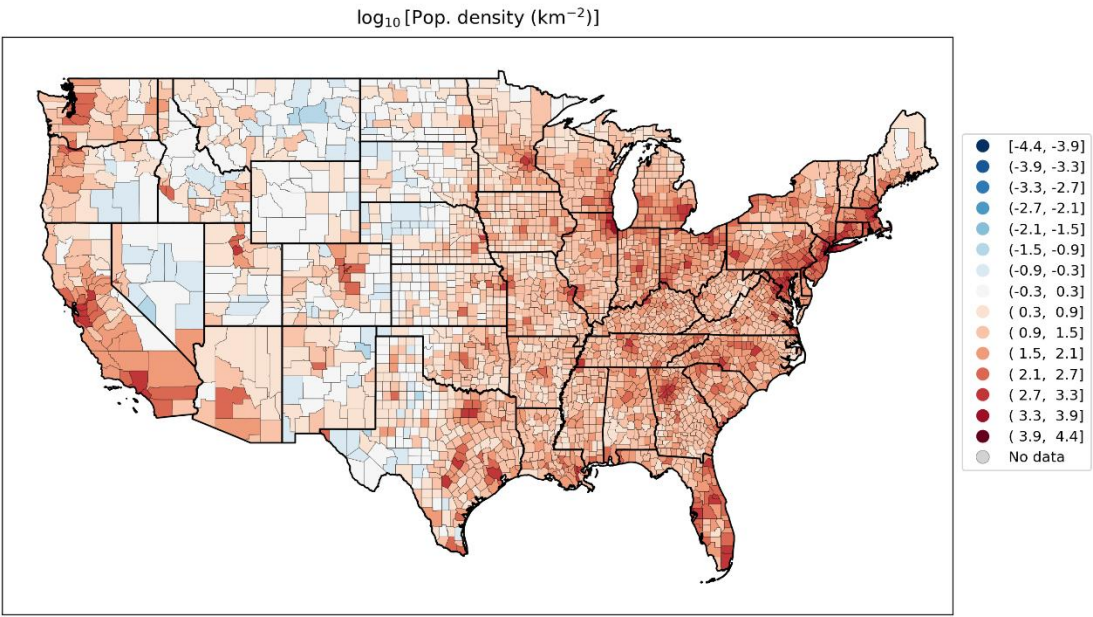 log₁₀ [Pop. density (km⁻²)]
[-4.4, -3.9]
(-3.9, -3.3]
(-3.3, -2.7]
(-2.7, -2.1]
(-2.1, -1.5]
(-1.5, -0.9]
(-0.9, -0.3]
(-0.3, 0.3]
( 0.3, 0.9]
( 0.9, 1.5]
( 1.5, 2.1]
( 2.1, 2.7]
( 2.7, 3.3]
( 3.3, 3.9]
( 3.9, 4.4]
No data